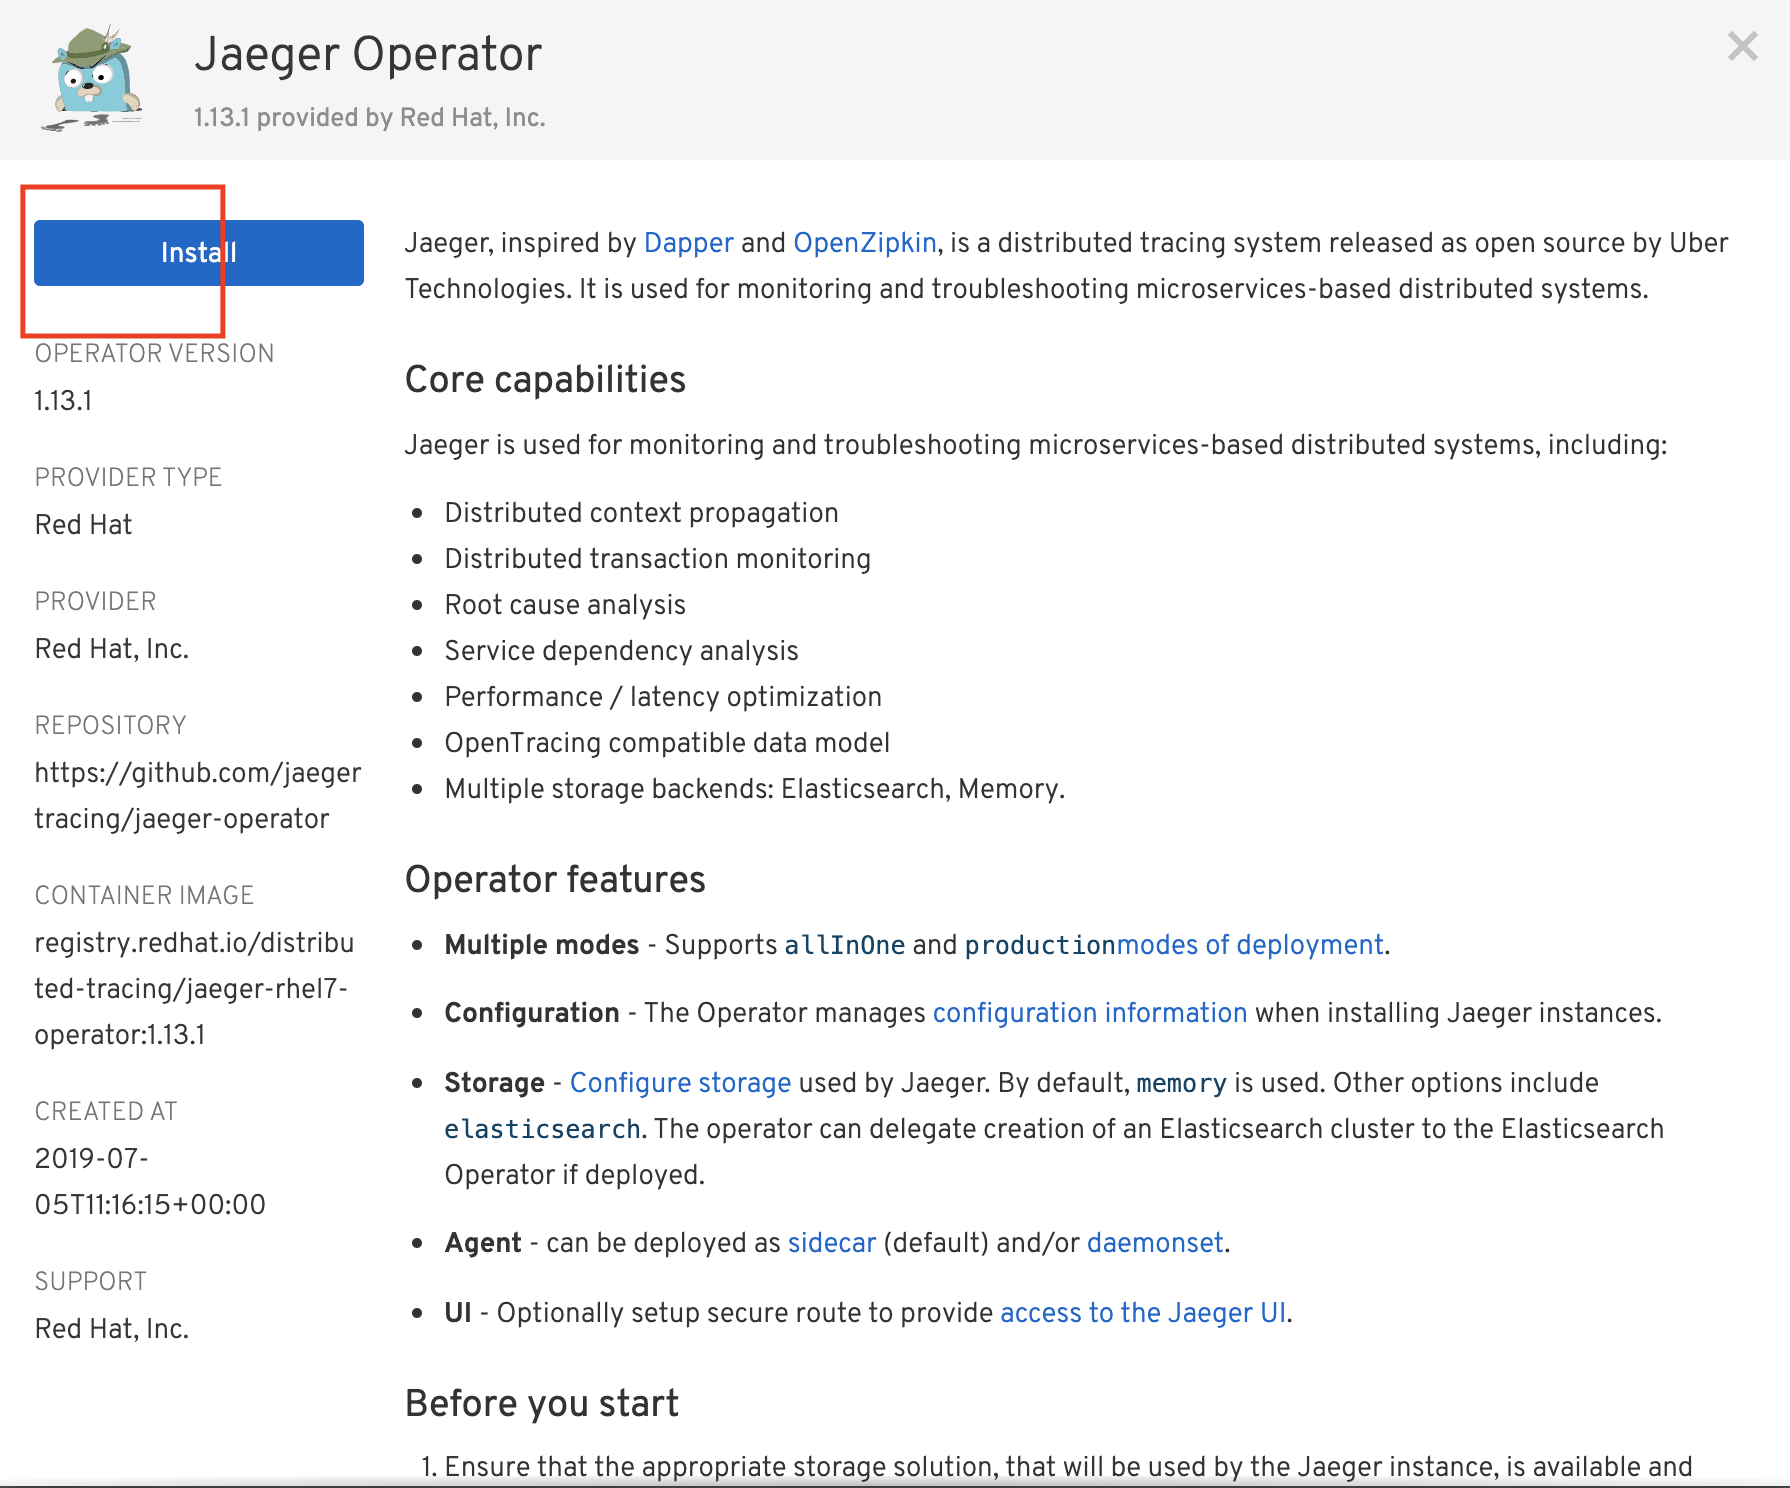 Jaeger Operator
1.13.1 provided by Red Hat, Inc.
Install
OPERATOR VERSION
1.13.1
PROVIDER TYPE
Red Hat
PROVIDER
Red Hat, Inc.
REPOSITORY
https://github.com/jaeger
tracing/jaeger-operator
CONTAINER IMAGE
registry.redhat.io/distribu
ted-tracing/jaeger-rhel7-
operator:1.13.1
CREATED AT
2019-07-
05T11:16:15+00:00
SUPPORT
Red Hat, Inc.
Jaeger, inspired by Dapper and OpenZipkin, is a distributed tracing system released as open source by Uber
Technologies. It is used for monitoring and troubleshooting microservices-based distributed systems.
Core capabilities
Jaeger is used for monitoring and troubleshooting microservices-based distributed systems, including:
• Distributed context propagation
• Distributed transaction monitoring
• Root cause analysis
• Service dependency analysis
• Performance / latency optimization
• OpenTracing compatible data model
• Multiple storage backends: Elasticsearch, Memory.
Operator features
• Multiple modes - Supports allInOne and productionmodes of deployment.
• Configuration - The Operator manages configuration information when installing Jaeger instances.
• Storage - Configure storage used by Jaeger. By default, memory is used. Other options include
elasticsearch. The operator can delegate creation of an Elasticsearch cluster to the Elasticsearch
Operator if deployed.
• Agent - can be deployed as sidecar (default) and/or daemonset.
• UI - Optionally setup secure route to provide access to the Jaeger UI.
Before you start
1. Ensure that the appropriate storage solution, that will be used by the Jaeger instance, is available and